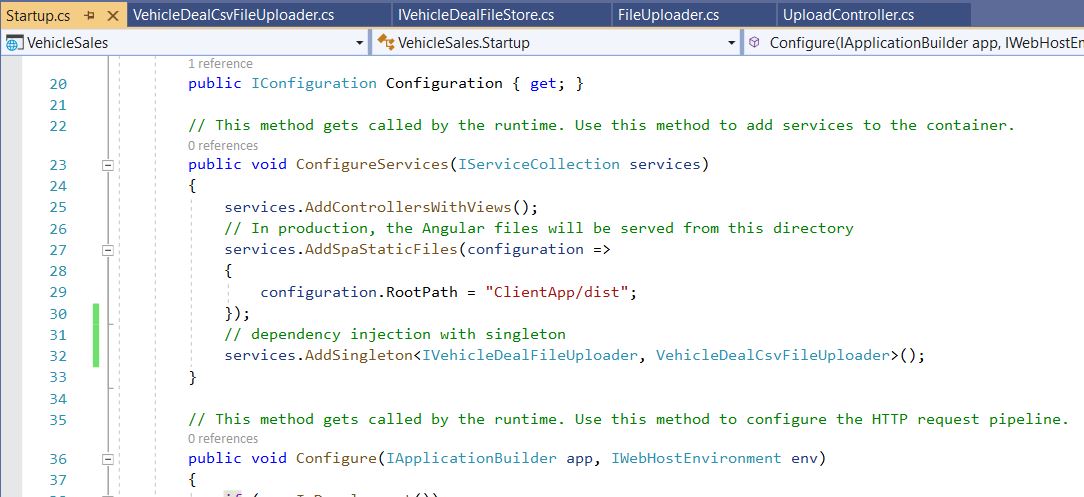 Startup.cs VehicleDealCsvFileUploader.cs IVehicleDealFileStore.cs FileUploader.cs UploadController.cs
VehicleSales VehicleSales.Startup Configure(IApplicationBuilder app, IWebHostEn
1 reference
20 public IConfiguration Configuration { get; }
21
22 // This method gets called by the runtime. Use this method to add services to the container.
0 references
23 public void ConfigureServices(IServiceCollection services)
24 {
25 services.AddControllersWithViews();
26 // In production, the Angular files will be served from this directory
27 services.AddSpaStaticFiles(configuration =>
28 {
29 configuration.RootPath = "ClientApp/dist";
30 });
31 // dependency injection with singleton
32 services.AddSingleton<IVehicleDealFileUploader, VehicleDealCsvFileUploader>();
33 }
34
35 // This method gets called by the runtime. Use this method to configure the HTTP request pipeline.
0 references
36 public void Configure(IApplicationBuilder app, IWebHostEnvironment env)
37 {